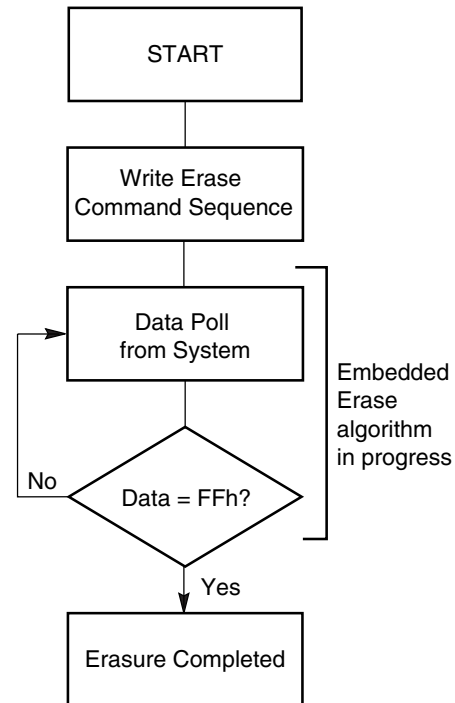 START
Write Erase
Command Sequence
Data Poll
from System
Embedded
Erase
algorithm
in progress
No
Data = FFh?
Yes
Erasure Completed